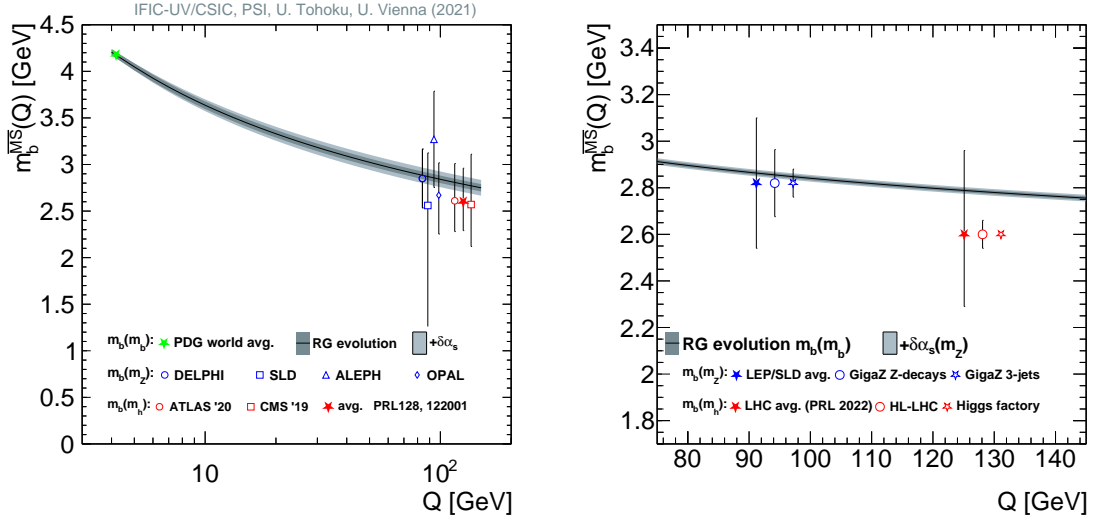 IFIC-UV/CSIC, PSI, U. Tohoku, U. Vienna (2021)
m_b^MS(Q) [GeV]
4.5
4
3.5
3
2.5
2
1.5
1
0.5
0
m_b(m_b): PDG world avg. RG evolution +δα_s
m_b(m_Z): DELPHI SLD ALEPH OPAL
m_b(m_h): ATLAS '20 CMS '19 avg. PRL128, 122001
10 10^2
Q [GeV]
m_b^MS(Q) [GeV]
3.4
3.2
3
2.8
2.6
2.4
2.2
2
1.8
RG evolution m_b(m_b) +δα_s(m_Z)
m_b(m_Z): LEP/SLD avg. GigaZ Z-decays GigaZ 3-jets
m_b(m_h): LHC avg. (PRL 2022) HL-LHC Higgs factory
80 90 100 110 120 130 140
Q [GeV]